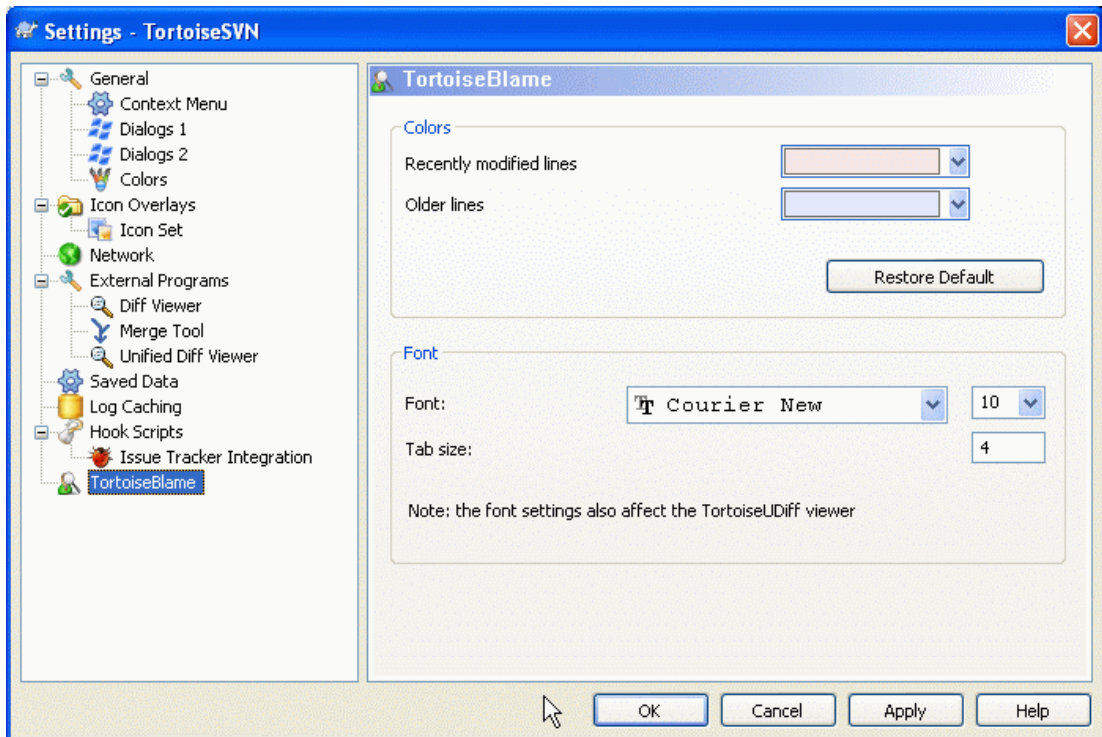 Settings - TortoiseSVN
General
Context Menu
Dialogs 1
Dialogs 2
Colors
Icon Overlays
Icon Set
Network
External Programs
Diff Viewer
Merge Tool
Unified Diff Viewer
Saved Data
Log Caching
Hook Scripts
Issue Tracker Integration
TortoiseBlame
TortoiseBlame
Colors
Recently modified lines
Older lines
Restore Default
Font
Font: Courier New 10
Tab size: 4
Note: the font settings also affect the TortoiseUDiff viewer
OK Cancel Apply Help